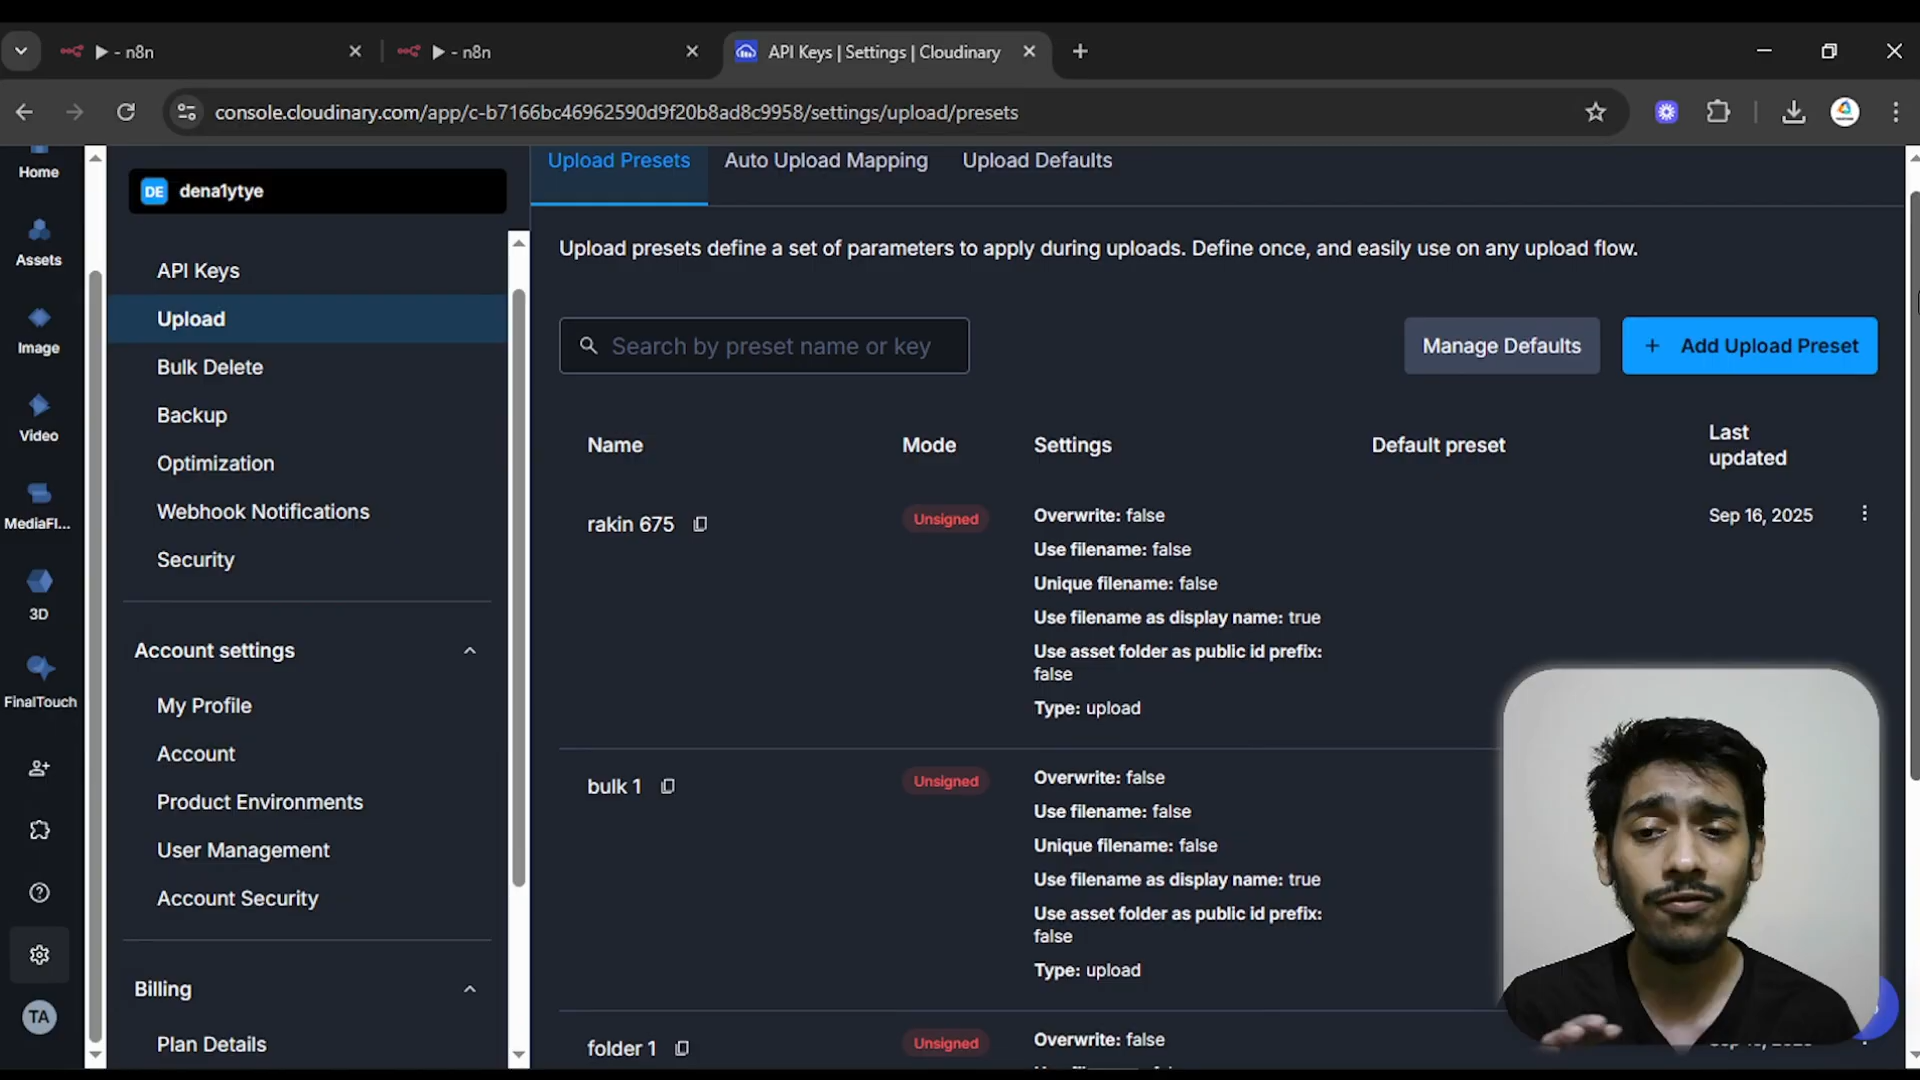 ▶ - n8n
▶ - n8n
API Keys | Settings | Cloudinary
console.cloudinary.com/app/c-b7166bc46962590d9f20b8ad8c9958/settings/upload/presets
Home
Assets
Image
Video
MediaFl...
3D
FinalTouch
TA
DE dena1ytye
API Keys
Upload
Bulk Delete
Backup
Optimization
Webhook Notifications
Security
Account settings
My Profile
Account
Product Environments
User Management
Account Security
Billing
Plan Details
Upload Presets Auto Upload Mapping Upload Defaults
Upload presets define a set of parameters to apply during uploads. Define once, and easily use on any upload flow.
Search by preset name or key
Manage Defaults
+ Add Upload Preset
Name Mode Settings Default preset Last updated
rakin 675 Unsigned
Overwrite: false
Use filename: false
Unique filename: false
Use filename as display name: true
Use asset folder as public id prefix:
false
Type: upload
Sep 16, 2025
bulk 1 Unsigned
Overwrite: false
Use filename: false
Unique filename: false
Use filename as display name: true
Use asset folder as public id prefix:
false
Type: upload
folder 1 Unsigned
Overwrite: false